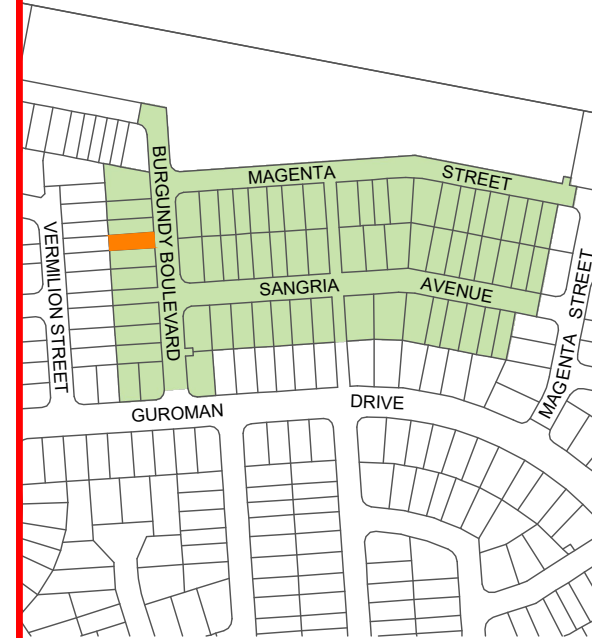 BURGUNDY BOULEVARD
MAGENTA
STREET
VERMILION STREET
SANGRIA
AVENUE
MAGENTA STREET
GUROMAN
DRIVE